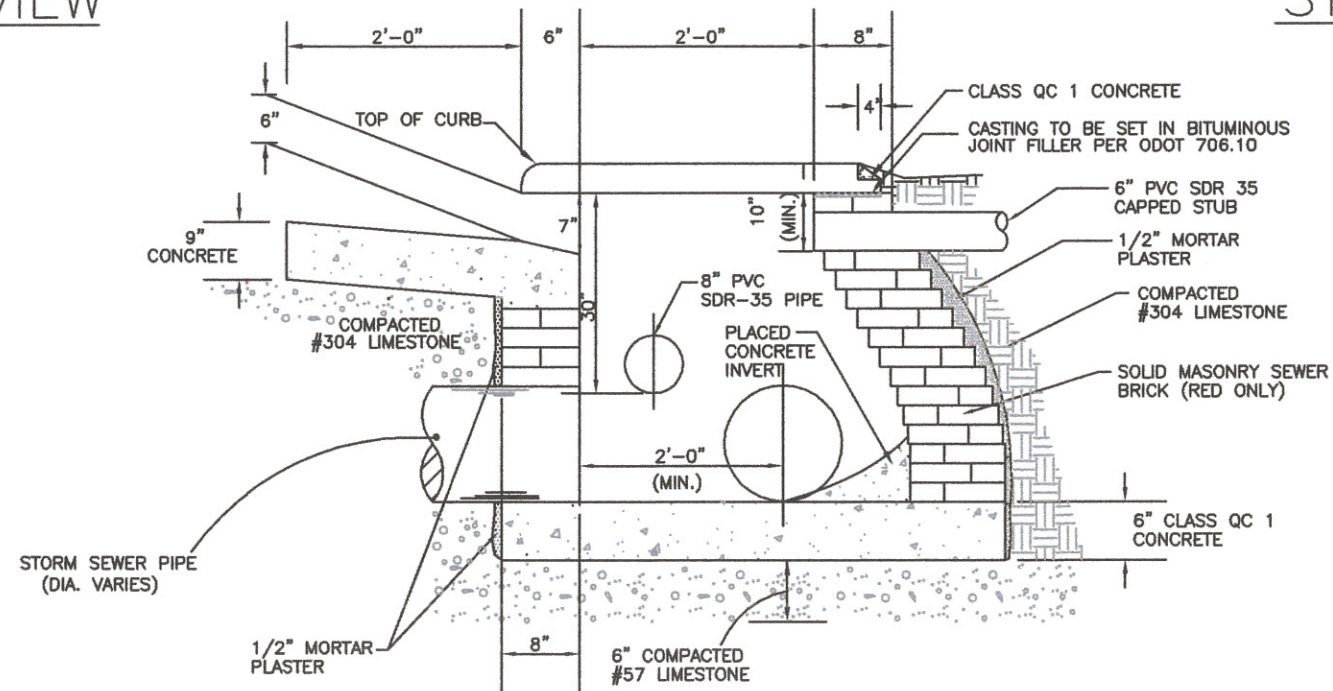 VIEW
2'-0"
6"
2'-0"
8"
4"
CLASS QC 1 CONCRETE
6"
TOP OF CURB
CASTING TO BE SET IN BITUMINOUS
JOINT FILLER PER ODOT 706.10
6" PVC SDR 35
CAPPED STUB
7"
10"
(MIN.)
9"
CONCRETE
1/2" MORTAR
PLASTER
8" PVC
SDR-35 PIPE
30"
COMPACTED
#304 LIMESTONE
COMPACTED
#304 LIMESTONE
PLACED
CONCRETE
INVERT
SOLID MASONRY SEWER
BRICK (RED ONLY)
2'-0"
(MIN.)
6" CLASS QC 1
CONCRETE
STORM SEWER PIPE
(DIA. VARIES)
1/2" MORTAR
PLASTER
8"
6" COMPACTED
#57 LIMESTONE